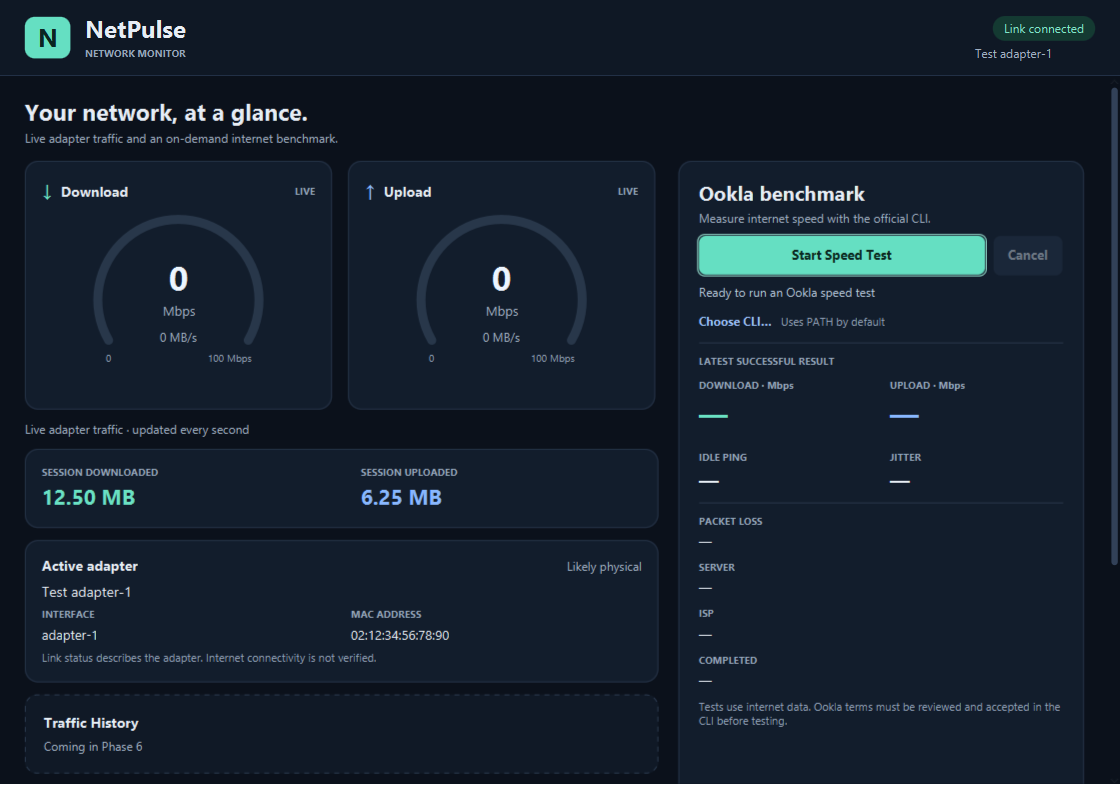 N
NetPulse
NETWORK MONITOR
Link connected
Test adapter-1
Your network, at a glance.
Live adapter traffic and an on-demand internet benchmark.
↓ Download
LIVE
0
Mbps
0 MB/s
0
100 Mbps
↑ Upload
LIVE
0
Mbps
0 MB/s
0
100 Mbps
Live adapter traffic · updated every second
SESSION DOWNLOADED
12.50 MB
SESSION UPLOADED
6.25 MB
Active adapter
Likely physical
Test adapter-1
INTERFACE
adapter-1
MAC ADDRESS
02:12:34:56:78:90
Link status describes the adapter. Internet connectivity is not verified.
Traffic History
Coming in Phase 6
Ookla benchmark
Measure internet speed with the official CLI.
Start Speed Test
Cancel
Ready to run an Ookla speed test
Choose CLI...
Uses PATH by default
LATEST SUCCESSFUL RESULT
DOWNLOAD · Mbps
—
UPLOAD · Mbps
—
IDLE PING
—
JITTER
—
PACKET LOSS
—
SERVER
—
ISP
—
COMPLETED
—
Tests use internet data. Ookla terms must be reviewed and accepted in the
CLI before testing.